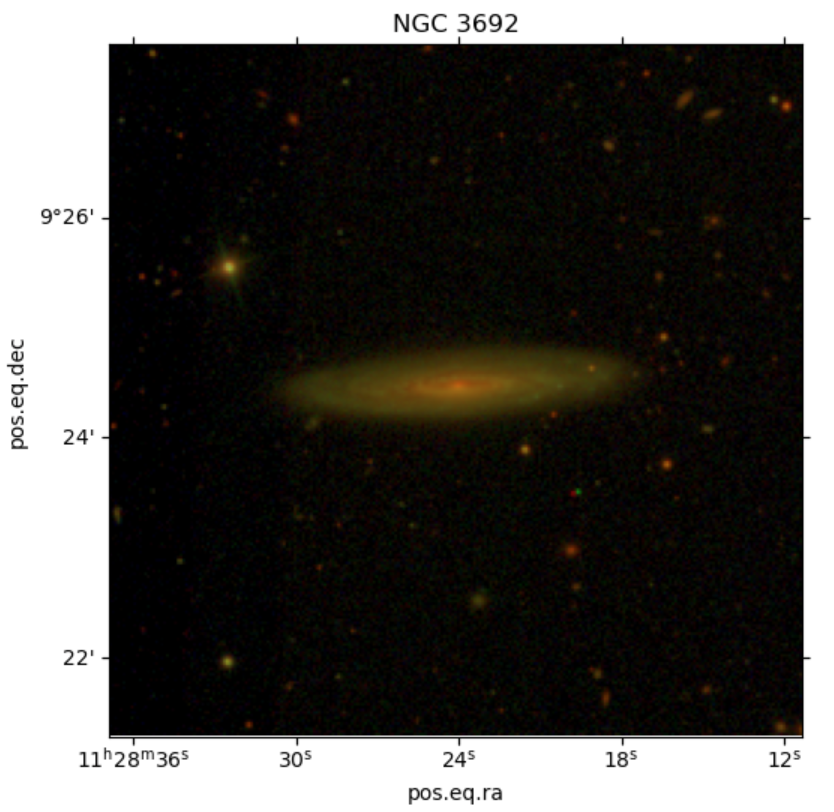 NGC 3692
9°26'
24'
22'
pos.eq.dec
11ʰ28ᵐ36ˢ 30ˢ 24ˢ 18ˢ 12ˢ
pos.eq.ra